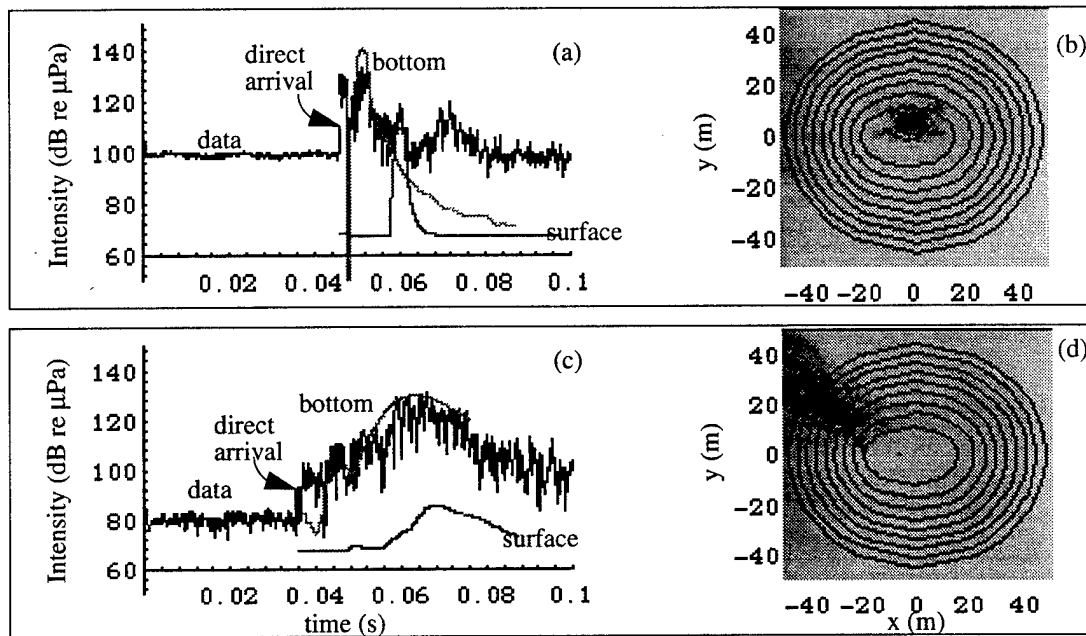 (a)
Intensity (dB re µPa)
140
120
100
80
60
direct
arrival
bottom
data
surface
0.02 0.04 0.06 0.08 0.1
(b)
y (m)
40
20
0
-20
-40
-40 -20 0 20 40
(c)
Intensity (dB re µPa)
140
120
100
80
60
bottom
direct
arrival
data
surface
0.02 0.04 0.06 0.08 0.1
time (s)
(d)
y (m)
40
20
0
-20
-40
-40 -20 0 20 40
x (m)